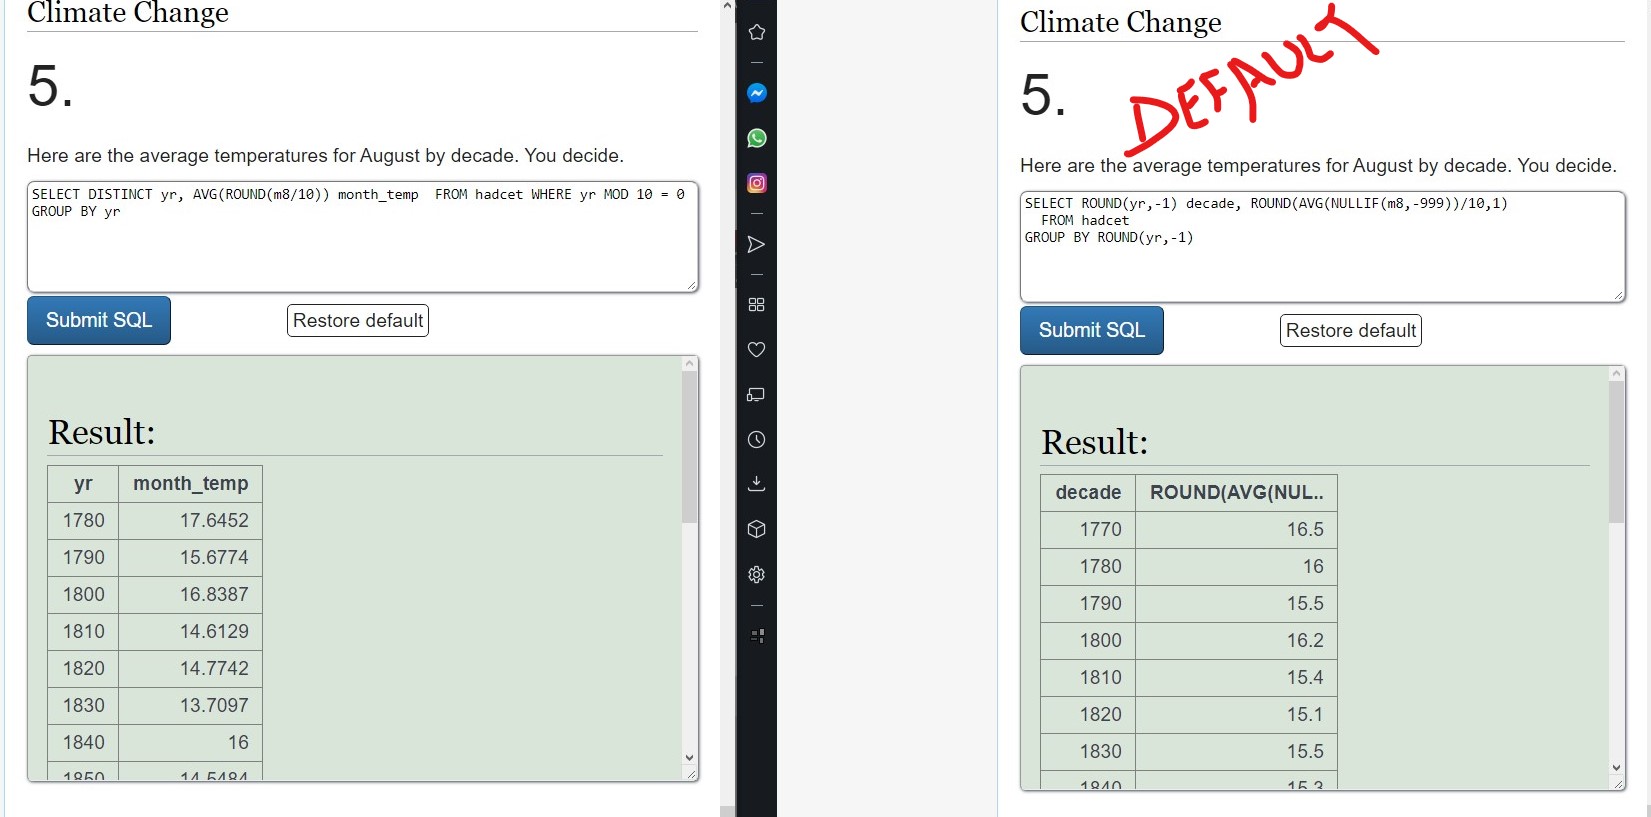 Climate Change
5.
Here are the average temperatures for August by decade. You decide.
SELECT DISTINCT yr, AVG(ROUND(m8/10)) month_temp  FROM hadcet WHERE yr MOD 10 = 0
GROUP BY yr
Submit SQL
Restore default
Result:
yr month_temp
1780 17.6452
1790 15.6774
1800 16.8387
1810 14.6129
1820 14.7742
1830 13.7097
1840 16
1850 14.5484
Climate Change
DEFAULT
5.
Here are the average temperatures for August by decade. You decide.
SELECT ROUND(yr,-1) decade, ROUND(AVG(NULLIF(m8,-999))/10,1)
FROM hadcet
GROUP BY ROUND(yr,-1)
Submit SQL
Restore default
Result:
decade ROUND(AVG(NUL..
1770 16.5
1780 16
1790 15.5
1800 16.2
1810 15.4
1820 15.1
1830 15.5
1840 15.3